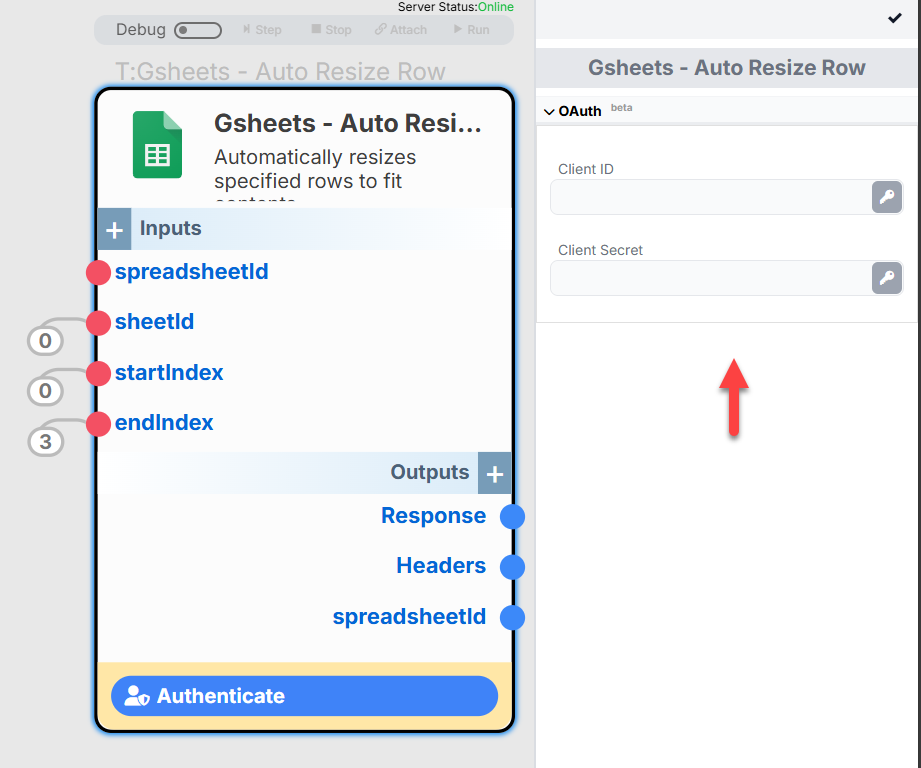 Server Status:Online
Debug
Step
Stop
Attach
Run
T:Gsheets - Auto Resize Row
Gsheets - Auto Resi...
Automatically resizes
specified rows to fit
contents
Inputs
spreadsheetId
sheetId
0
startIndex
0
endIndex
3
Outputs
Response
Headers
spreadsheetId
Authenticate
Gsheets - Auto Resize Row
OAuth beta
Client ID
Client Secret